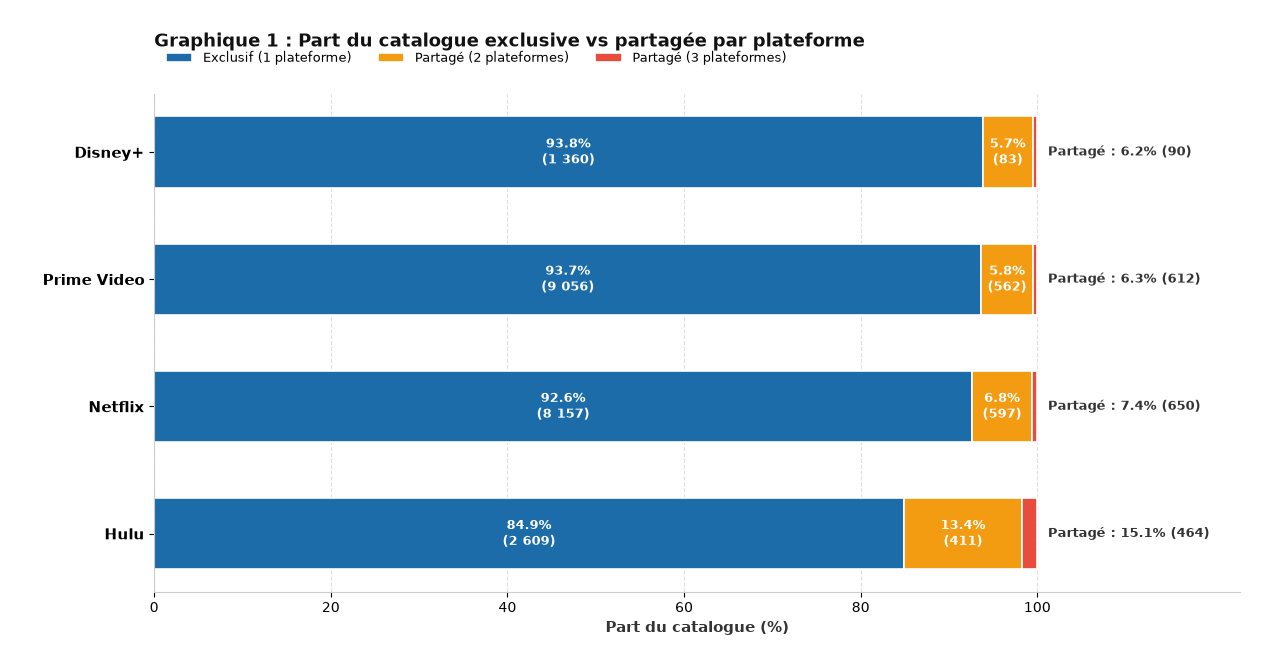 Graphique 1 : Part du catalogue exclusive vs partagée par plateforme
Exclusif (1 plateforme) Partagé (2 plateformes) Partagé (3 plateformes)
Disney+
93.8%
(1 360)
5.7%
(83)
Partagé : 6.2% (90)
Prime Video
93.7%
(9 056)
5.8%
(562)
Partagé : 6.3% (612)
Netflix
92.6%
(8 157)
6.8%
(597)
Partagé : 7.4% (650)
Hulu
84.9%
(2 609)
13.4%
(411)
Partagé : 15.1% (464)
0 20 40 60 80 100
Part du catalogue (%)